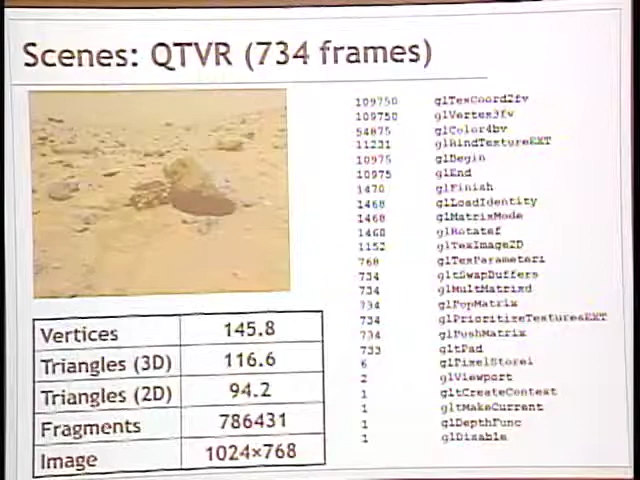 Scenes: QTVR (734 frames)
109750 glTexCoord2fv
109750 glVertex3fv
54875 glColor4bv
11231 glBindTextureEXT
10975 glBegin
10975 glEnd
1470 glFinish
1468 glLoadIdentity
1468 glMatrixMode
1468 glRotatef
1152 glTexImage2D
768 glTexParameteri
734 gltSwapBuffers
734 glMultMatrixd
734 glPopMatrix
734 glPrioritizeTexturesEXT
734 glPushMatrix
733 gltPad
6 glPixelStorei
2 glViewport
1 gltCreateContext
1 gltMakeCurrent
1 glDepthFunc
1 glDisable
Vertices 145.8
Triangles (3D) 116.6
Triangles (2D) 94.2
Fragments 786431
Image 1024×768